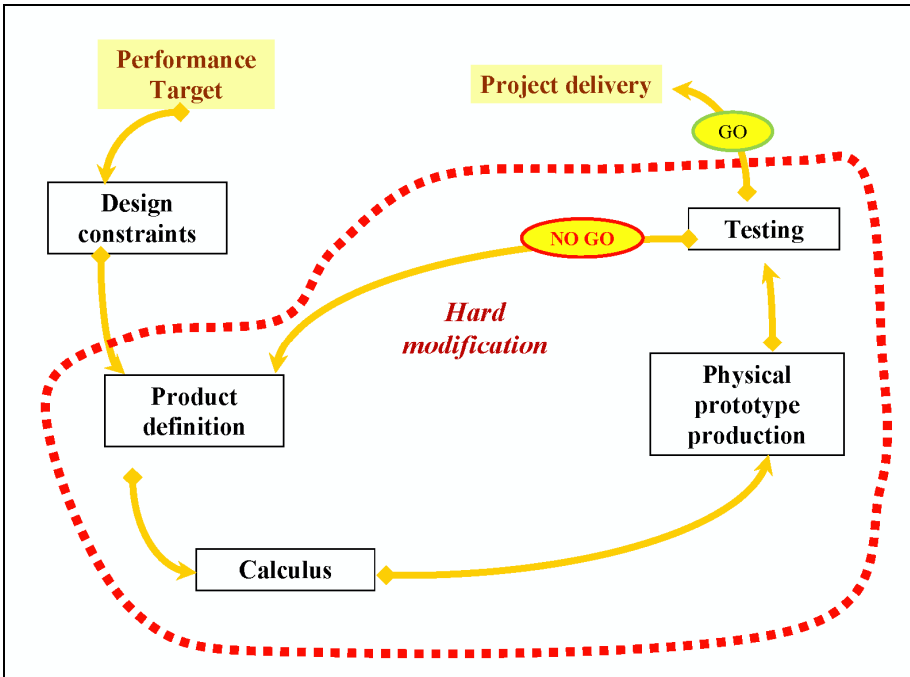 Performance
Target
Project delivery
GO
Design
constraints
NO GO
Testing
Hard
modification
Product
definition
Physical
prototype
production
Calculus